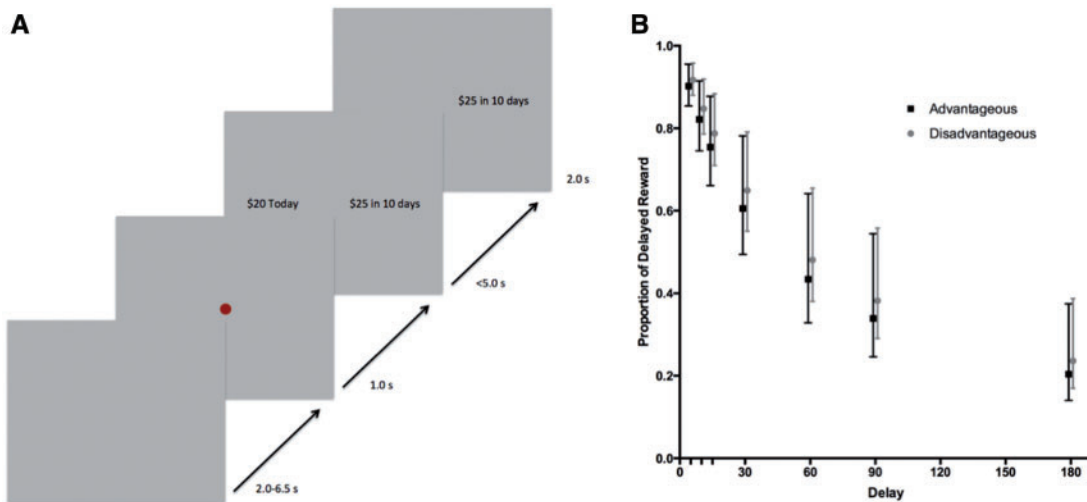 A
$25 in 10 days
2.0 s
$20 Today
$25 in 10 days
<5.0 s
1.0 s
2.0-6.5 s
B
Proportion of Delayed Reward
1.0
0.8
0.6
0.4
0.2
0.0
Advantageous
Disadvantageous
0
30
60
90
120
150
180
Delay